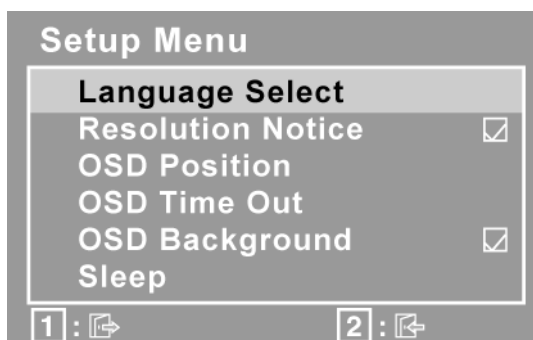 Setup Menu
Language Select
Resolution Notice
OSD Position
OSD Time Out
OSD Background
Sleep
1 : 2 :